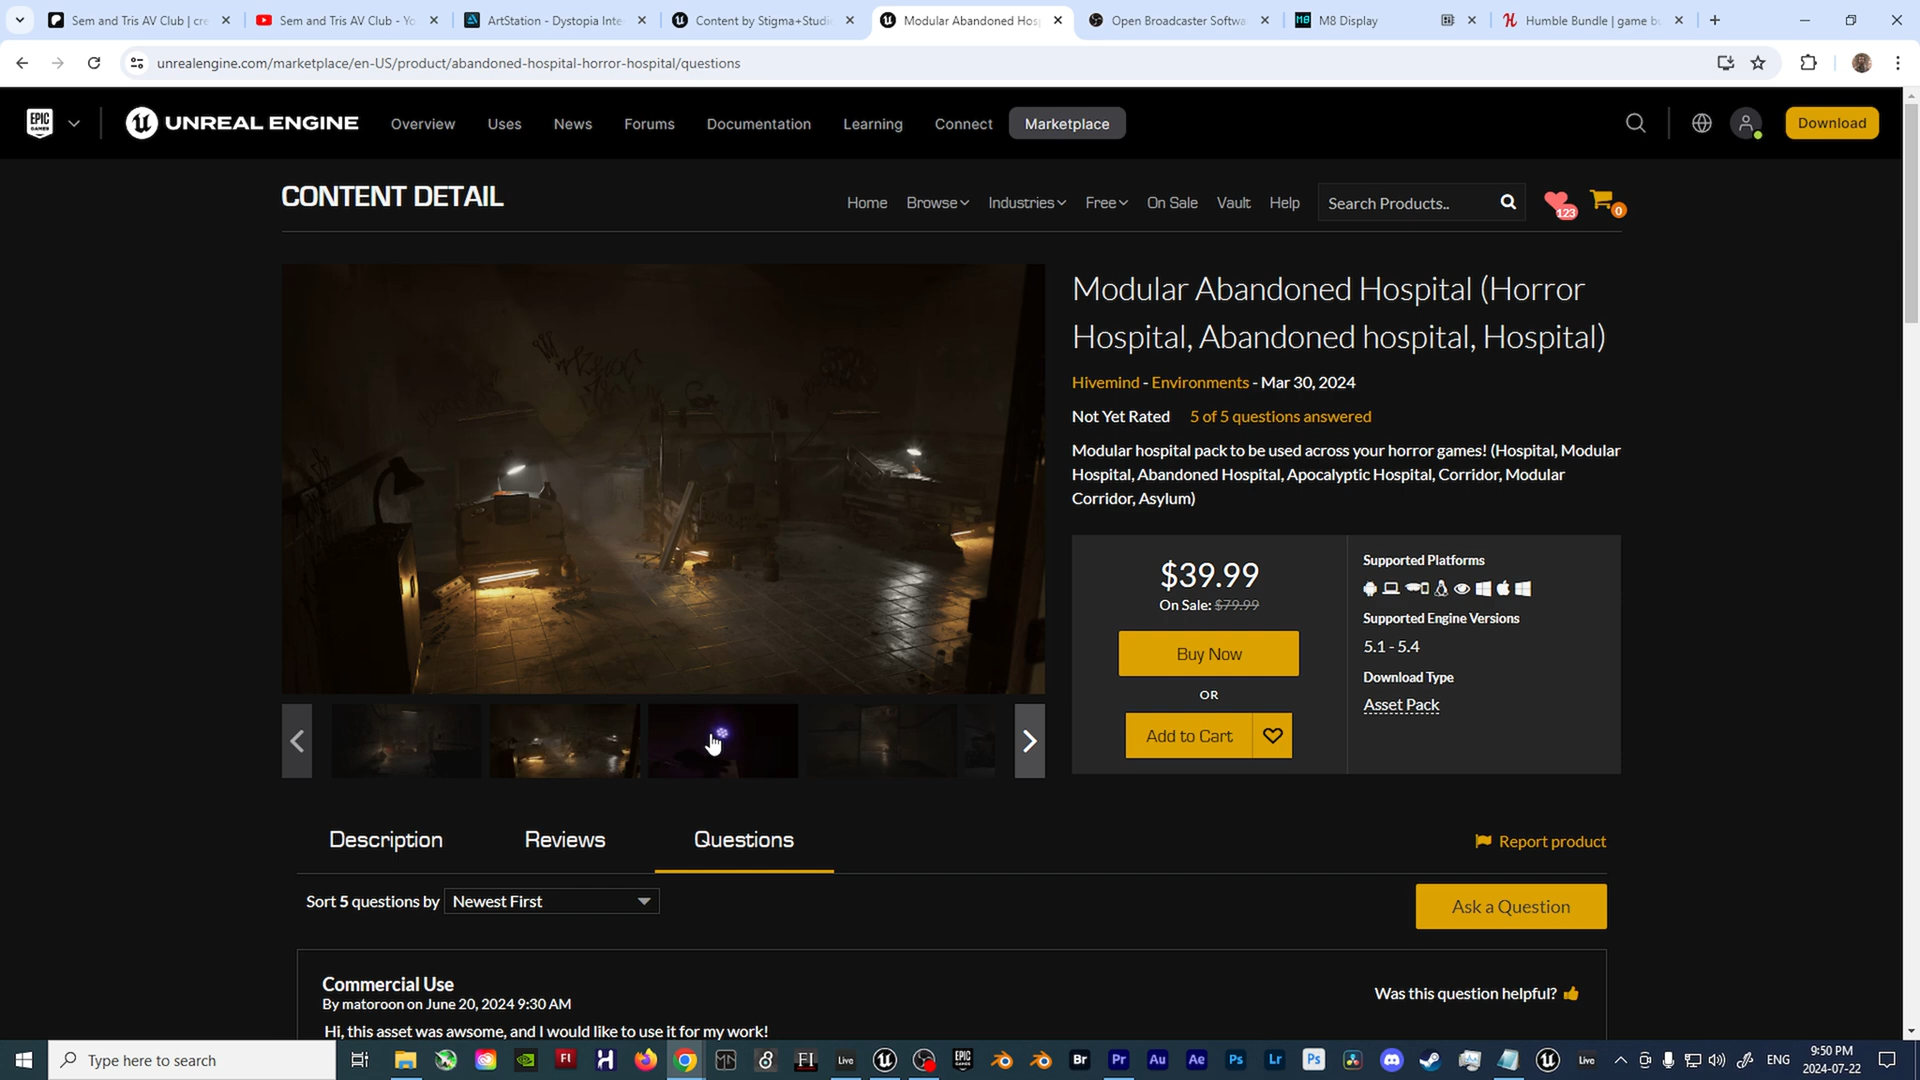 Sem and Tris AV Club | cre
Sem and Tris AV Club - Yo
ArtStation - Dystopia Inte
Content by Stigma+Studi
Modular Abandoned Hos
Open Broadcaster Softwa
M8 Display
Humble Bundle | game bu
unrealengine.com/marketplace/en-US/product/abandoned-hospital-horror-hospital/questions
EPIC GAMES
UNREAL ENGINE
Overview
Uses
News
Forums
Documentation
Learning
Connect
Marketplace
Download
CONTENT DETAIL
Home
Browse
Industries
Free
On Sale
Vault
Help
Search Products..
123
0
Modular Abandoned Hospital (Horror
Hospital, Abandoned hospital, Hospital)
Hivemind - Environments - Mar 30, 2024
Not Yet Rated 5 of 5 questions answered
Modular hospital pack to be used across your horror games! (Hospital, Modular
Hospital, Abandoned Hospital, Apocalyptic Hospital, Corridor, Modular
Corridor, Asylum)
$39.99
On Sale: $79.99
Buy Now
OR
Add to Cart
Supported Platforms
Supported Engine Versions
5.1 - 5.4
Download Type
Asset Pack
Description
Reviews
Questions
Report product
Sort 5 questions by Newest First
Ask a Question
Commercial Use
By matoroon on June 20, 2024 9:30 AM
Was this question helpful?
Hi, this asset was awsome, and I would like to use it for my work!
Type here to search
ENG
9:50 PM
2024-07-22